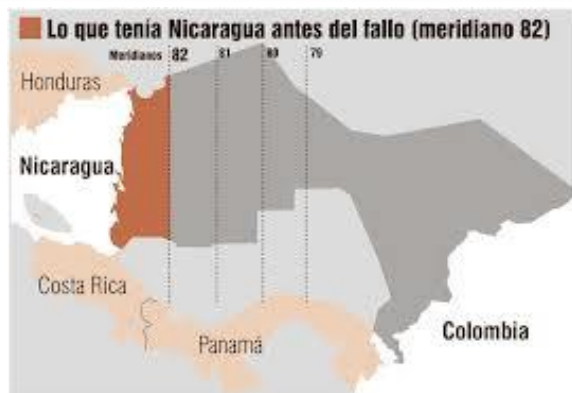 Lo que tenía Nicaragua antes del fallo (meridiano 82)
Meridianos 82 81 80 79
Honduras
Nicaragua
Costa Rica
Panamá
Colombia